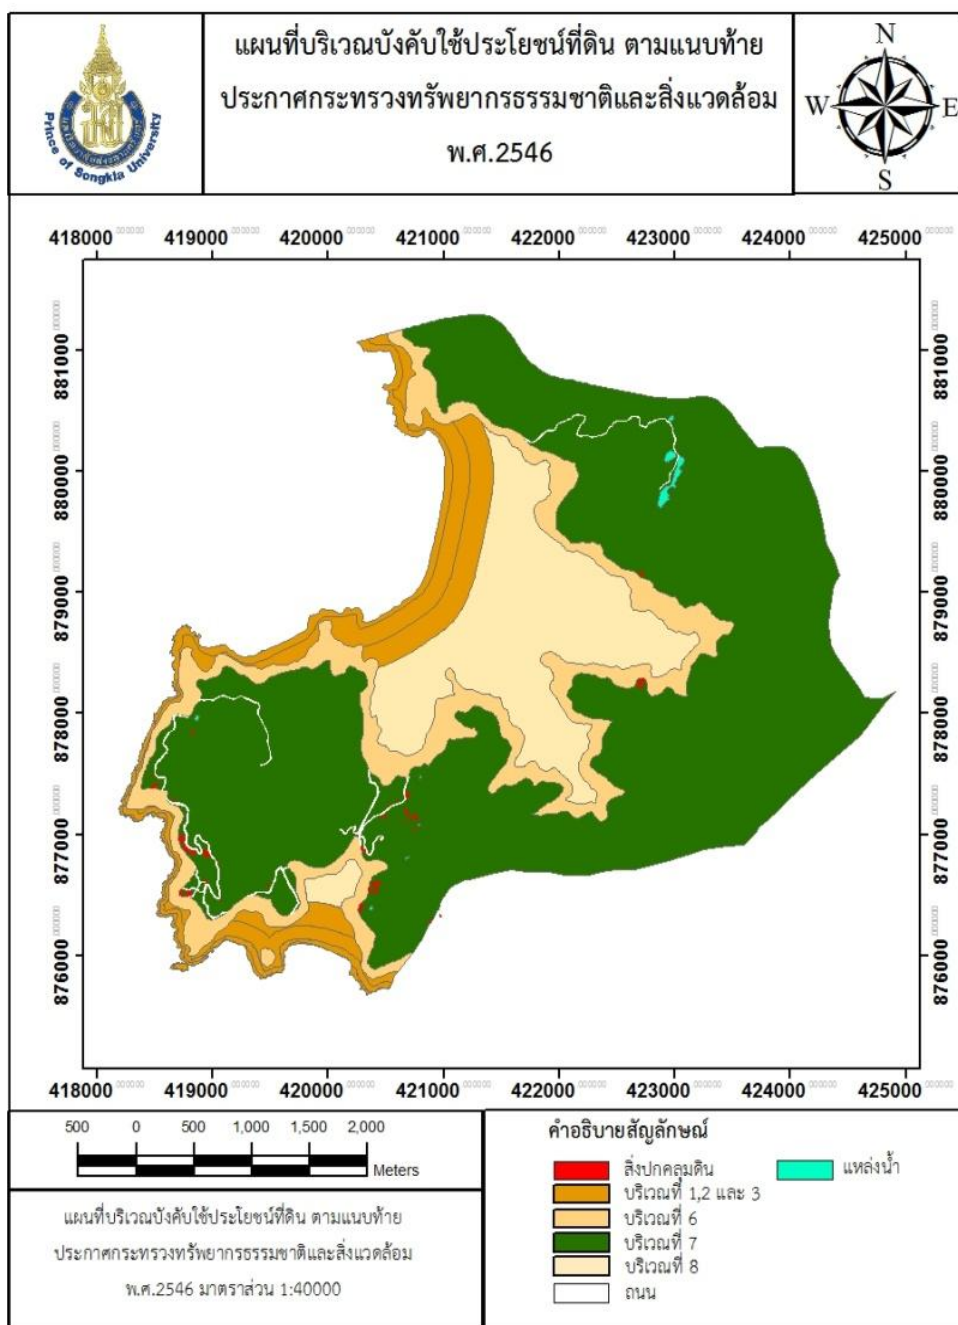 แผนที่บริเวณบังคับใช้ประโยชน์ที่ดิน ตามแนบท้าย
ประกาศกระทรวงทรัพยากรธรรมชาติและสิ่งแวดล้อม
พ.ศ.2546
Prince of Songkla University
N
W E
S
418000 419000 420000 421000 422000 423000 424000 425000
881000 881000
880000 880000
879000 879000
878000 878000
877000 877000
876000 876000
418000 419000 420000 421000 422000 423000 424000 425000
500 0 500 1,000 1,500 2,000
Meters
แผนที่บริเวณบังคับใช้ประโยชน์ที่ดิน ตามแนบท้าย
ประกาศกระทรวงทรัพยากรธรรมชาติและสิ่งแวดล้อม
พ.ศ.2546 มาตราส่วน 1:40000
คำอธิบายสัญลักษณ์
สิ่งปกคลุมดิน แหล่งน้ำ
บริเวณที่ 1,2 และ 3
บริเวณที่ 6
บริเวณที่ 7
บริเวณที่ 8
ถนน